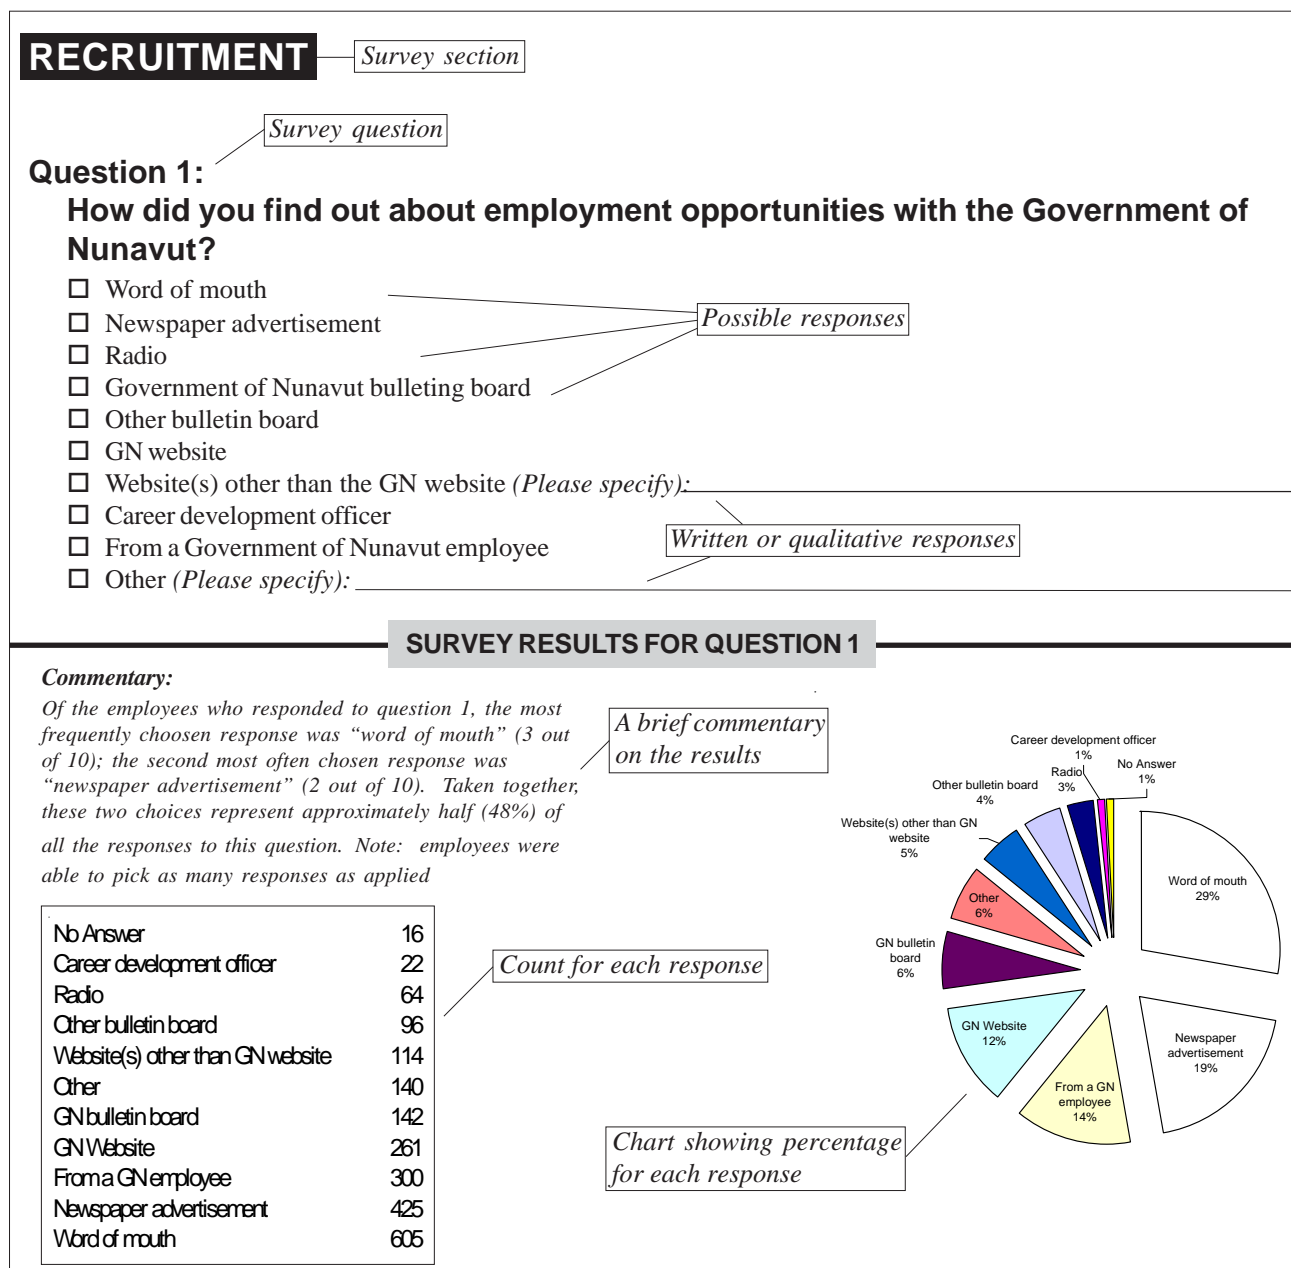 RECRUITMENT
Survey section
Survey question
Question 1:
How did you find out about employment opportunities with the Government of
Nunavut?
Word of mouth
Newspaper advertisement
Radio
Government of Nunavut bulleting board
Other bulletin board
GN website
Website(s) other than the GN website (Please specify):
Career development officer
From a Government of Nunavut employee
Other (Please specify):
Possible responses
Written or qualitative responses
SURVEY RESULTS FOR QUESTION 1
Commentary:
Of the employees who responded to question 1, the most
frequently choosen response was “word of mouth” (3 out
of 10); the second most often chosen response was
“newspaper advertisement” (2 out of 10).  Taken together,
these two choices represent approximately half (48%) of
all the responses to this question. Note:  employees were
able to pick as many responses as applied
A brief commentary
on the results
No Answer 16
Career development officer 22
Radio 64
Other bulletin board 96
Website(s) other than GN website 114
Other 140
GN bulletin board 142
GN Website 261
From a GN employee 300
Newspaper advertisement 425
Word of mouth 605
Count for each response
Chart showing percentage
for each response
Career development officer
1%
No Answer
1%
Radio
3%
Other bulletin board
4%
Website(s) other than GN
website
5%
Other
6%
GN bulletin
board
6%
GN Website
12%
From a GN
employee
14%
Newspaper
advertisement
19%
Word of mouth
29%